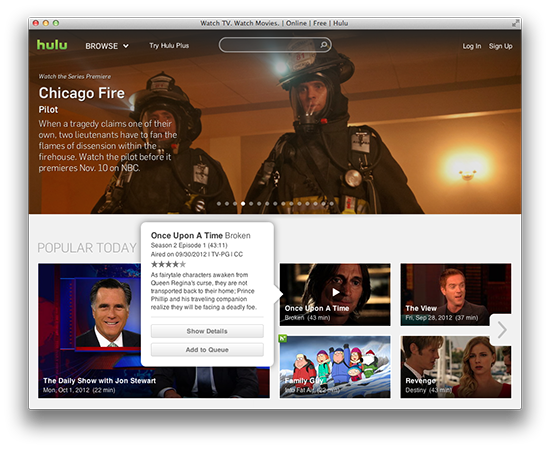 Watch TV. Watch Movies. | Online | Free | Hulu
hulu
BROWSE
Try Hulu Plus
Log In
Sign Up
Watch the Series Premiere
Chicago Fire
Pilot
When a tragedy claims one of their
own, two lieutenants have to fan the
flames of dissension within the
firehouse. Watch the pilot before it
premieres Nov. 10 on NBC.
POPULAR TODAY
Once Upon A Time Broken
Season 2 Episode 1 (43:11)
Aired on 09/30/2012 | TV-PG | CC
As fairytale characters awaken from
Queen Regina's curse, they are not
transported back to their home; Prince
Phillip and his traveling companion
realize they will be facing a deadly foe.
Show Details
Add to Queue
The Daily Show with Jon Stewart
Mon, Oct 1, 2012 (22 min)
Once Upon A Time
Broken (43 min)
The View
Fri, Sep 28, 2012 (37 min)
Family Guy
Into Fat Air (22 min)
Revenge
Destiny (43 min)